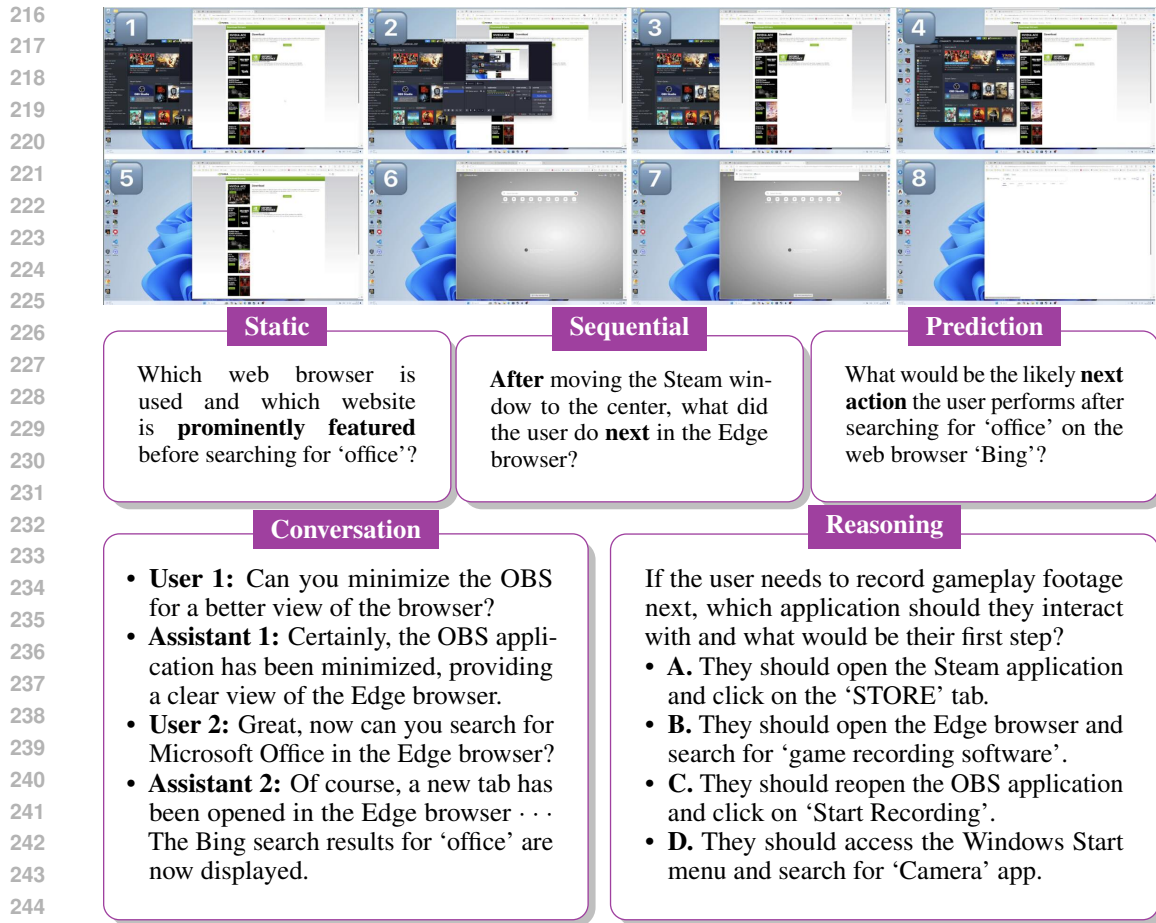 216
217
218
219
220
221
222
223
224
225
226
227
228
229
230
231
232
233
234
235
236
237
238
239
240
241
242
243
244
1
2
3
4
5
6
7
8
Static
Which web browser is
used and which website
is prominently featured
before searching for ‘office’?
Sequential
After moving the Steam win-
dow to the center, what did
the user do next in the Edge
browser?
Prediction
What would be the likely next
action the user performs after
searching for ‘office’ on the
web browser ‘Bing’?
Conversation
• User 1: Can you minimize the OBS
for a better view of the browser?
• Assistant 1: Certainly, the OBS appli-
cation has been minimized, providing
a clear view of the Edge browser.
• User 2: Great, now can you search for
Microsoft Office in the Edge browser?
• Assistant 2: Of course, a new tab has
been opened in the Edge browser · · ·
The Bing search results for ‘office’ are
now displayed.
Reasoning
If the user needs to record gameplay footage
next, which application should they interact
with and what would be their first step?
• A. They should open the Steam application
and click on the ‘STORE’ tab.
• B. They should open the Edge browser and
search for ‘game recording software’.
• C. They should reopen the OBS application
and click on ‘Start Recording’.
• D. They should access the Windows Start
menu and search for ‘Camera’ app.